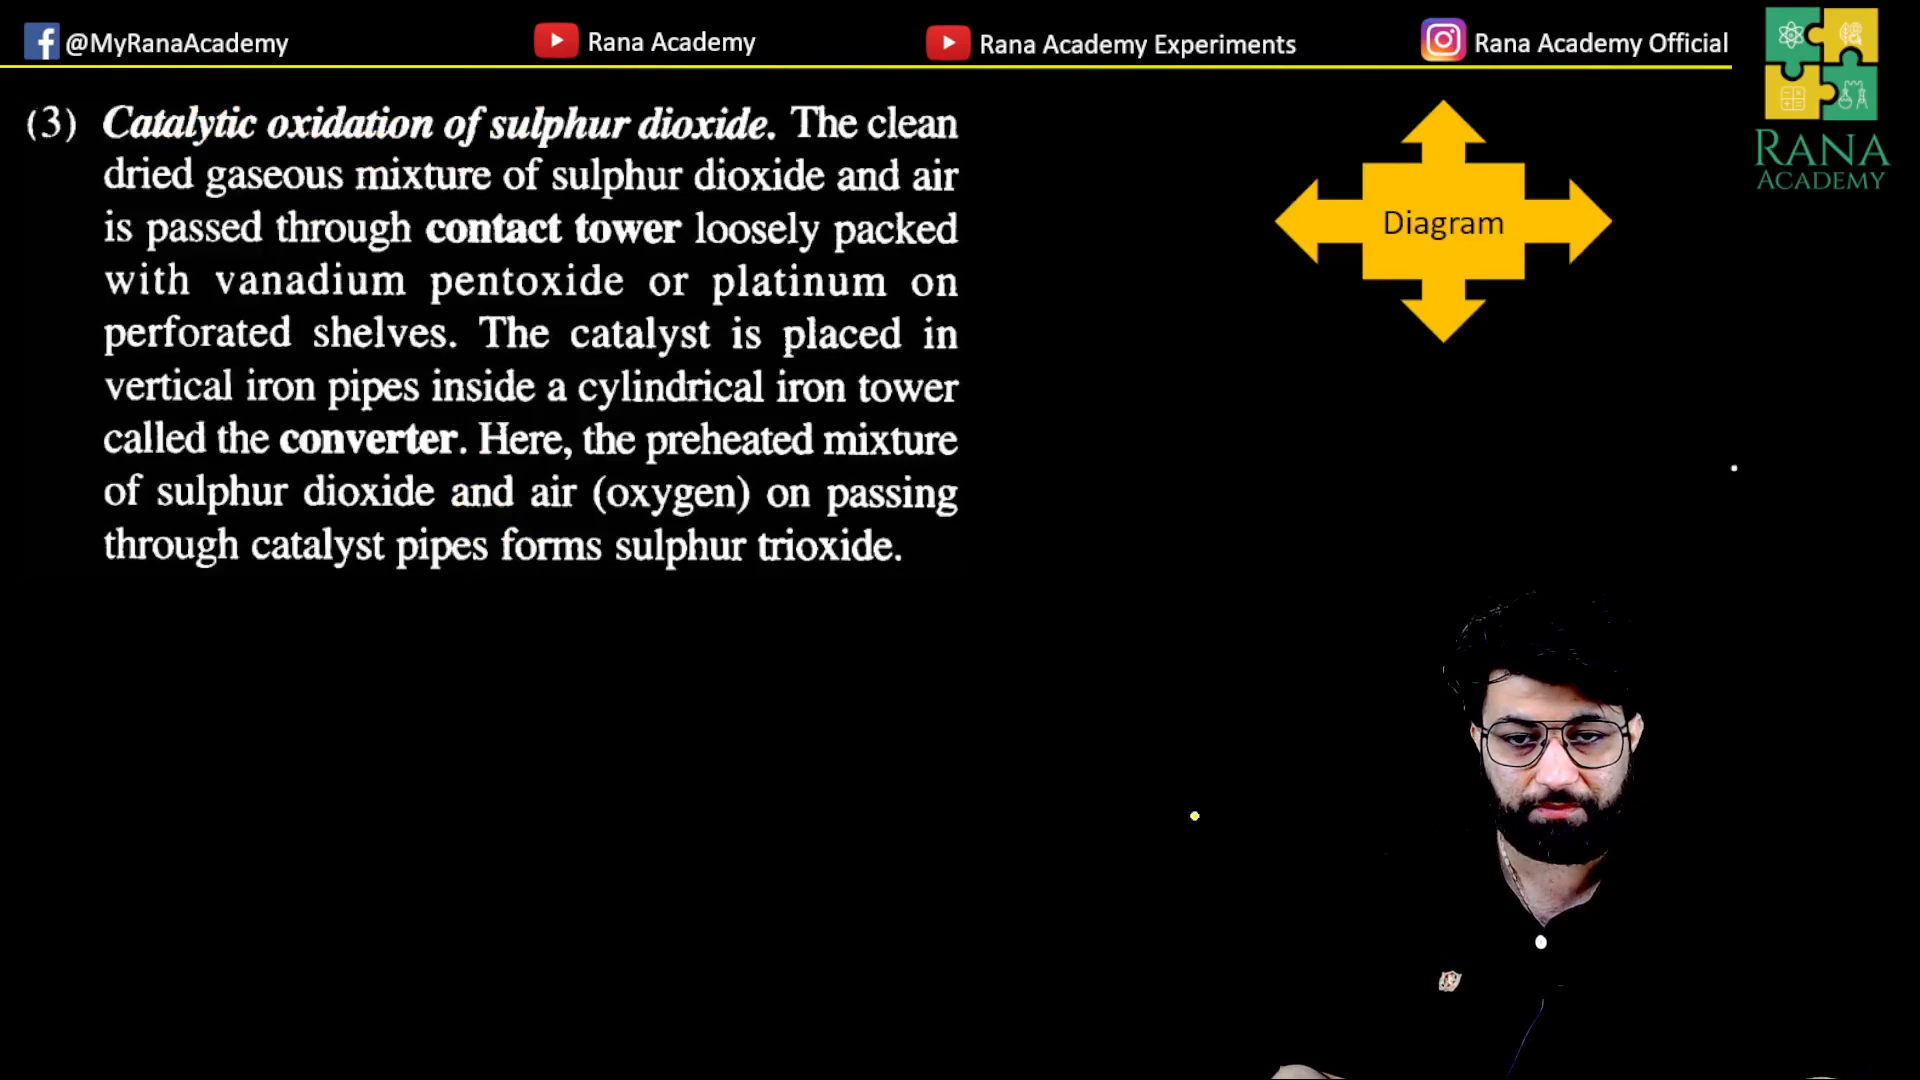 @MyRanaAcademy
Rana Academy
Rana Academy Experiments
Rana Academy Official
RANA
ACADEMY
(3) Catalytic oxidation of sulphur dioxide. The clean
dried gaseous mixture of sulphur dioxide and air
is passed through contact tower loosely packed
with vanadium pentoxide or platinum on
perforated shelves. The catalyst is placed in
vertical iron pipes inside a cylindrical iron tower
called the converter. Here, the preheated mixture
of sulphur dioxide and air (oxygen) on passing
through catalyst pipes forms sulphur trioxide.
Diagram